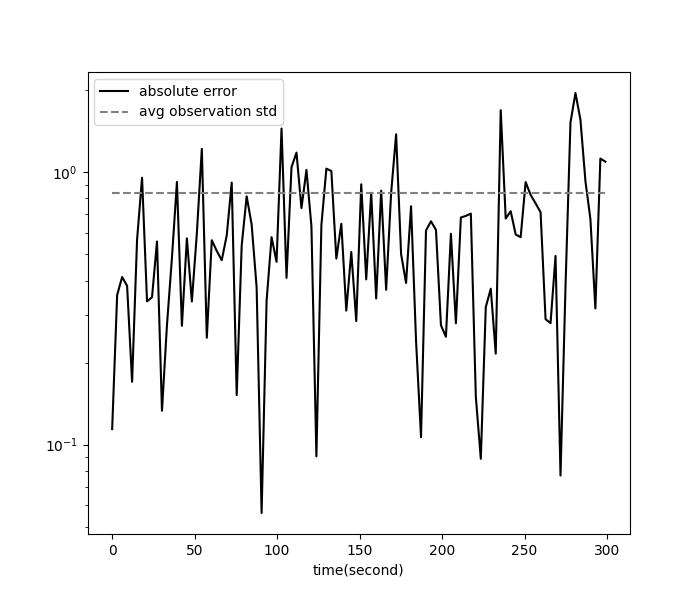 absolute error
avg observation std
10⁰
10⁻¹
0 50 100 150 200 250 300
time(second)